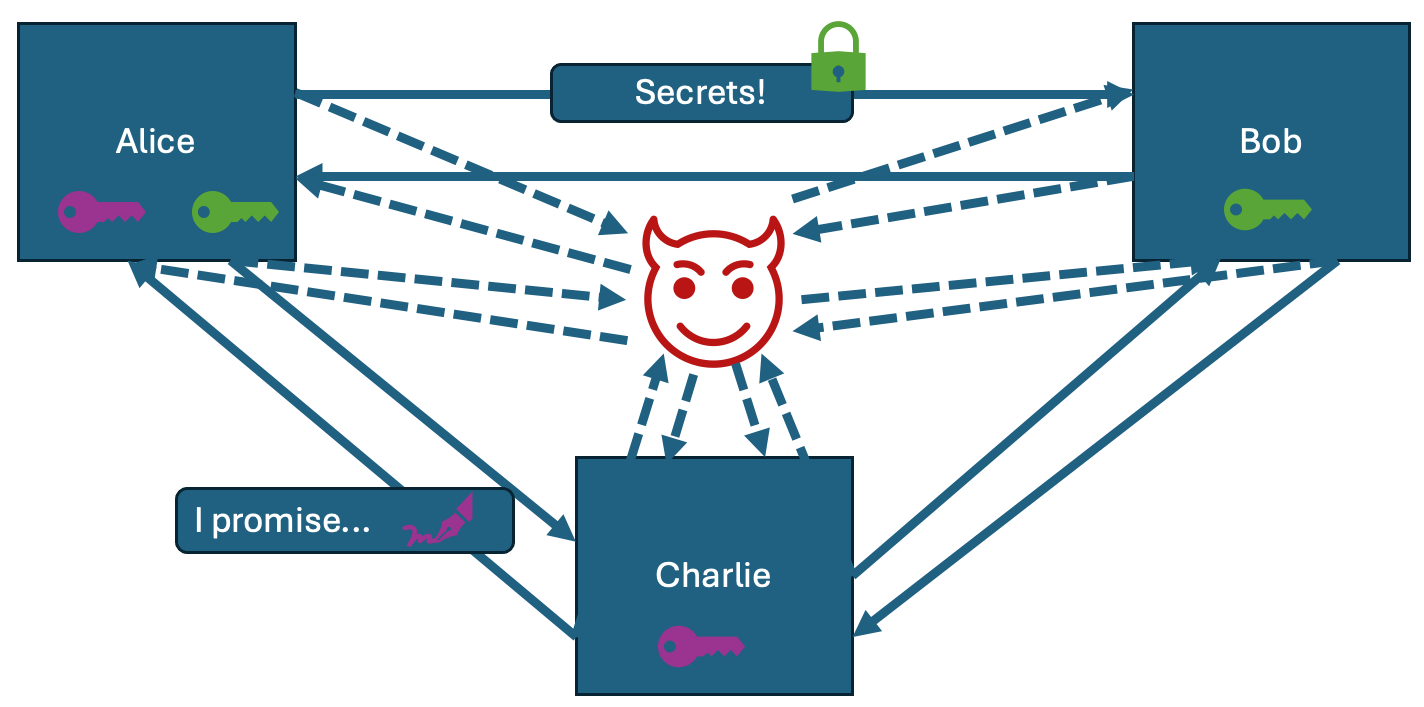 Secrets!
Alice
Bob
I promise...
Charlie